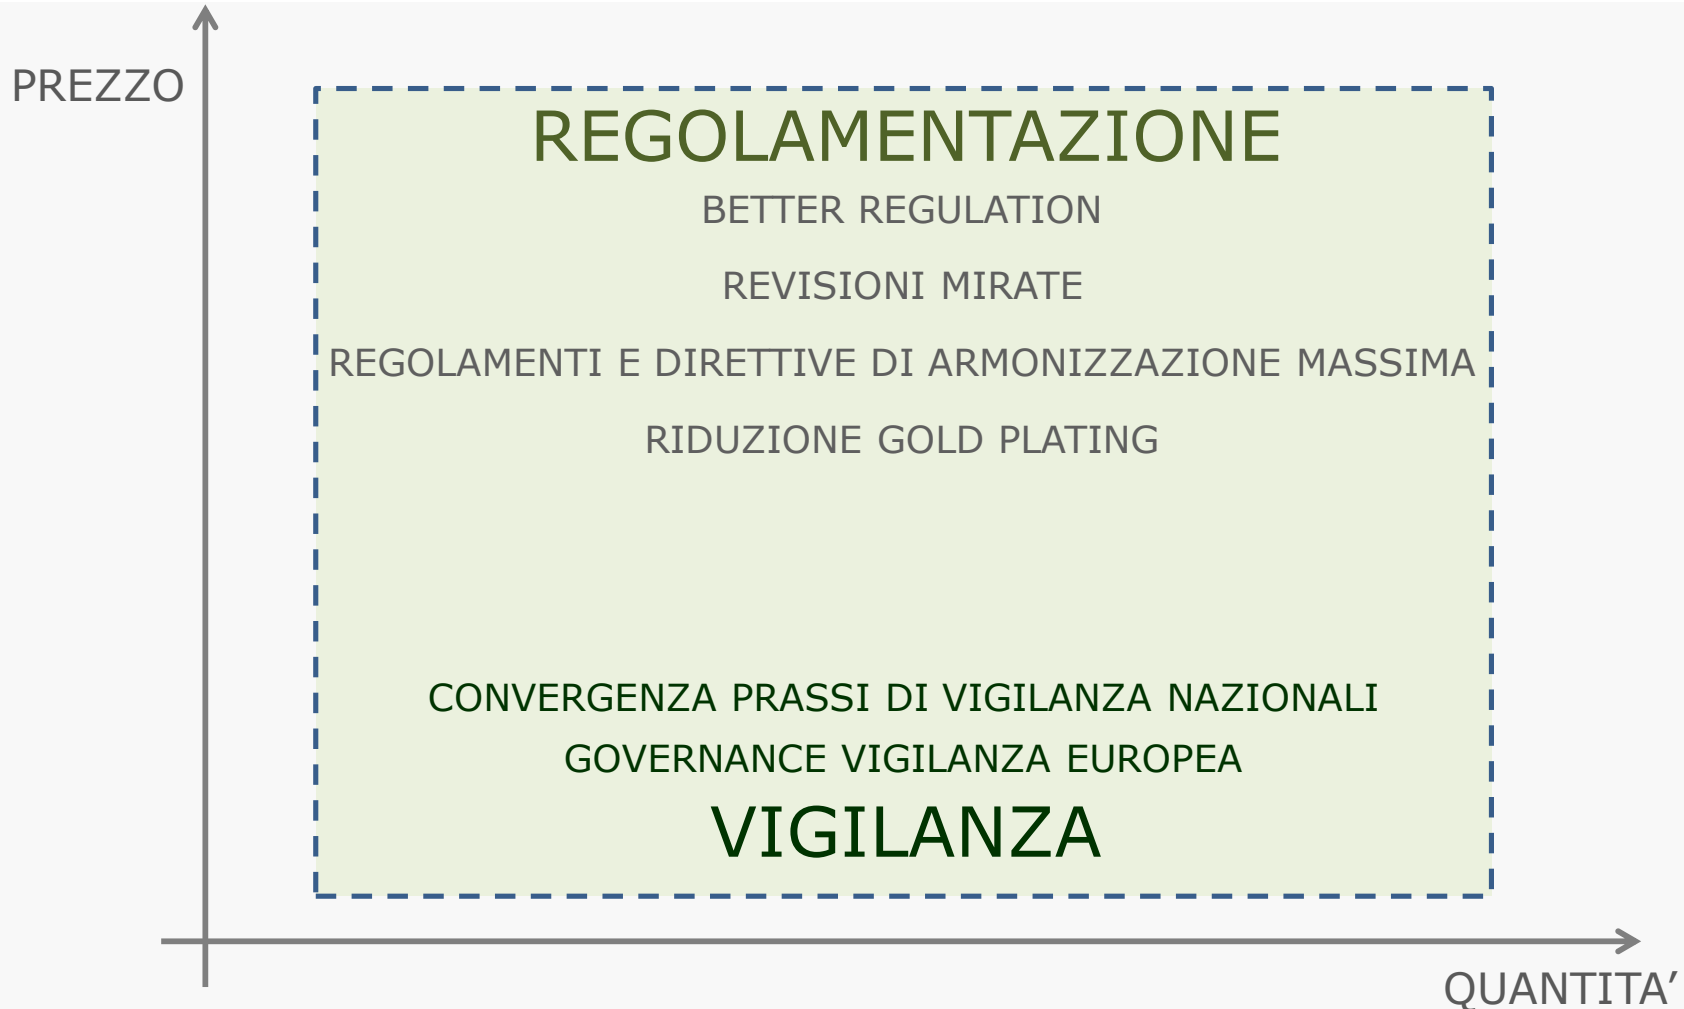 PREZZO
REGOLAMENTAZIONE
BETTER REGULATION
REVISIONI MIRATE
REGOLAMENTI E DIRETTIVE DI ARMONIZZAZIONE MASSIMA
RIDUZIONE GOLD PLATING
CONVERGENZA PRASSI DI VIGILANZA NAZIONALI
GOVERNANCE VIGILANZA EUROPEA
VIGILANZA
QUANTITA’